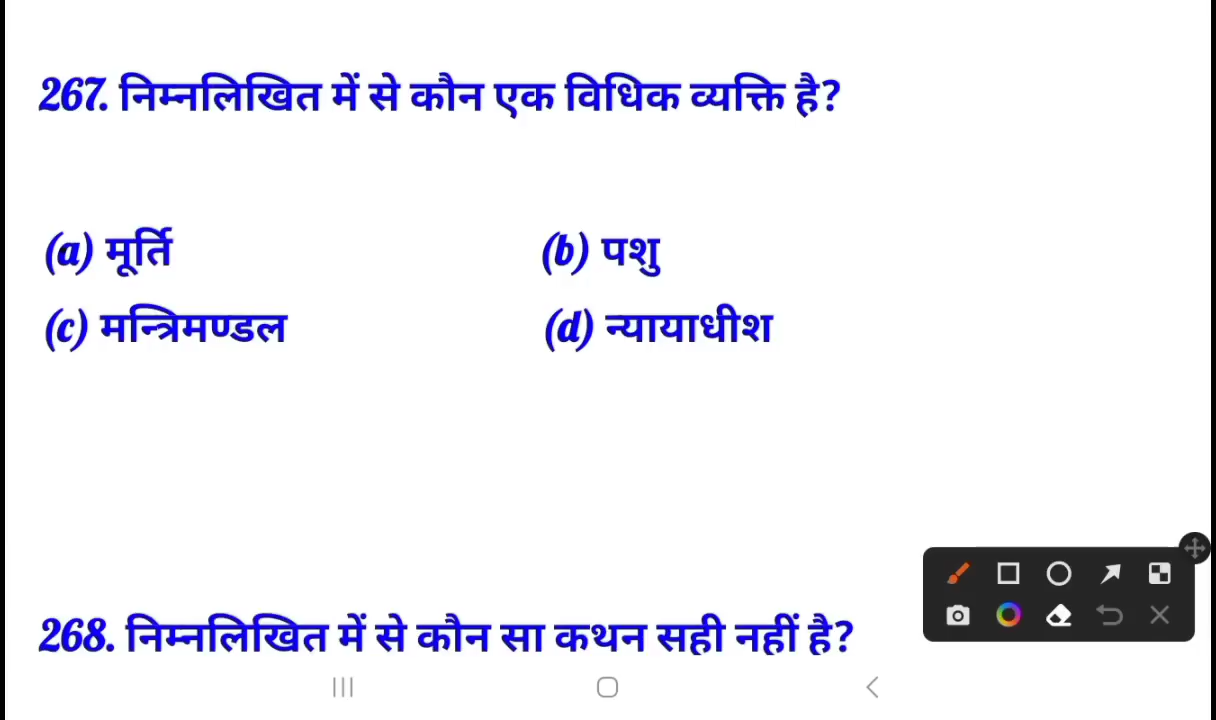 267. निम्नलिखित में से कौन एक विधिक व्यक्ति है?
(a) मूर्ति (b) पशु
(c) मन्त्रिमण्डल (d) न्यायाधीश
268. निम्नलिखित में से कौन सा कथन सही नहीं है?